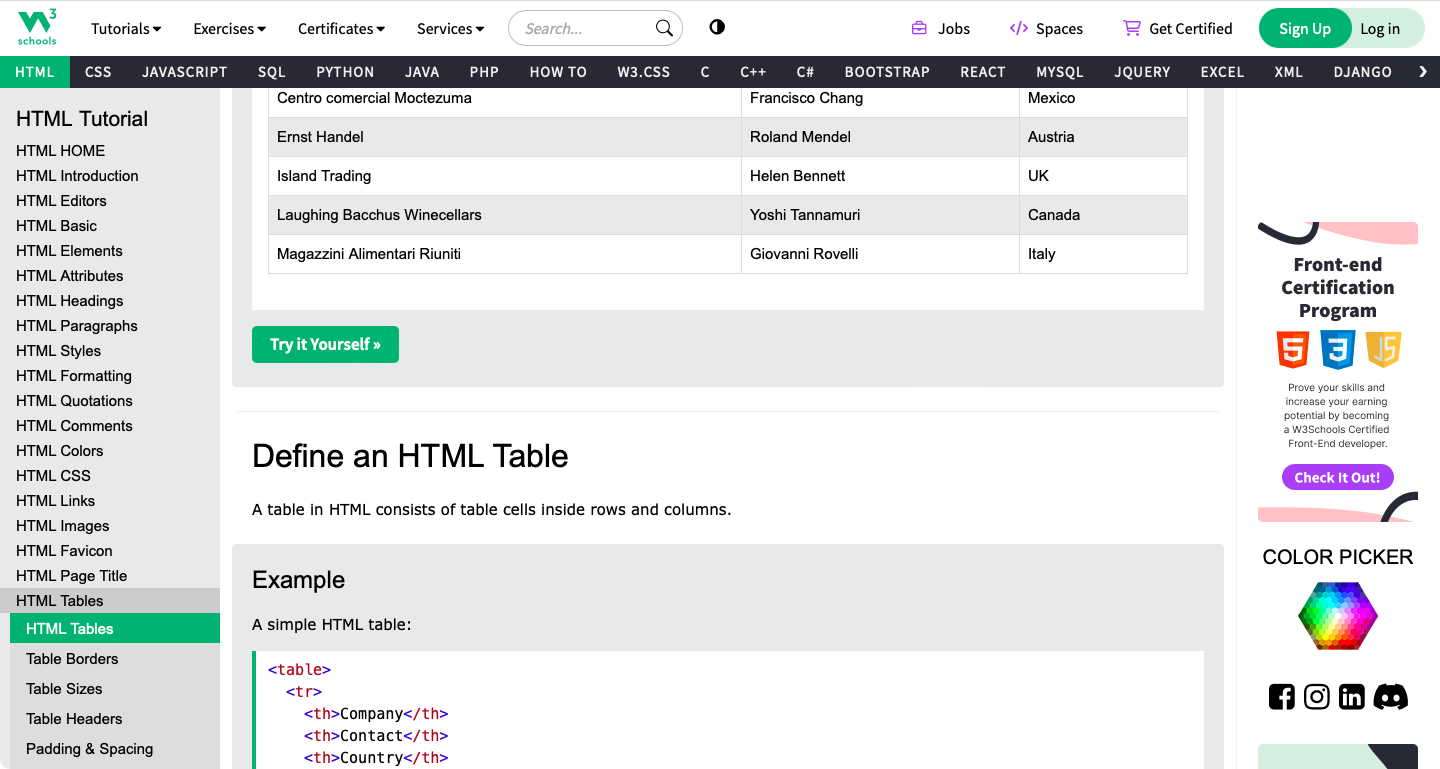 3
schools
Tutorials
Exercises
Certificates
Services
Search...
Jobs
Spaces
Get Certified
Sign Up
Log in
HTML
CSS
JAVASCRIPT
SQL
PYTHON
JAVA
PHP
HOW TO
W3.CSS
C
C++
C#
BOOTSTRAP
REACT
MYSQL
JQUERY
EXCEL
XML
DJANGO
❯
HTML Tutorial
HTML HOME
HTML Introduction
HTML Editors
HTML Basic
HTML Elements
HTML Attributes
HTML Headings
HTML Paragraphs
HTML Styles
HTML Formatting
HTML Quotations
HTML Comments
HTML Colors
HTML CSS
HTML Links
HTML Images
HTML Favicon
HTML Page Title
HTML Tables
HTML Tables
Table Borders
Table Sizes
Table Headers
Padding & Spacing
Centro comercial Moctezuma Francisco Chang Mexico
Ernst Handel Roland Mendel Austria
Island Trading Helen Bennett UK
Laughing Bacchus Winecellars Yoshi Tannamuri Canada
Magazzini Alimentari Riuniti Giovanni Rovelli Italy
Try it Yourself »
Define an HTML Table
A table in HTML consists of table cells inside rows and columns.
Example
A simple HTML table:
<table>
<tr>
<th>Company</th>
<th>Contact</th>
<th>Country</th>
Front-end
Certification
Program
5
3
JS
Prove your skills and
increase your earning
potential by becoming
a W3Schools Certified
Front-End developer.
Check It Out!
COLOR PICKER